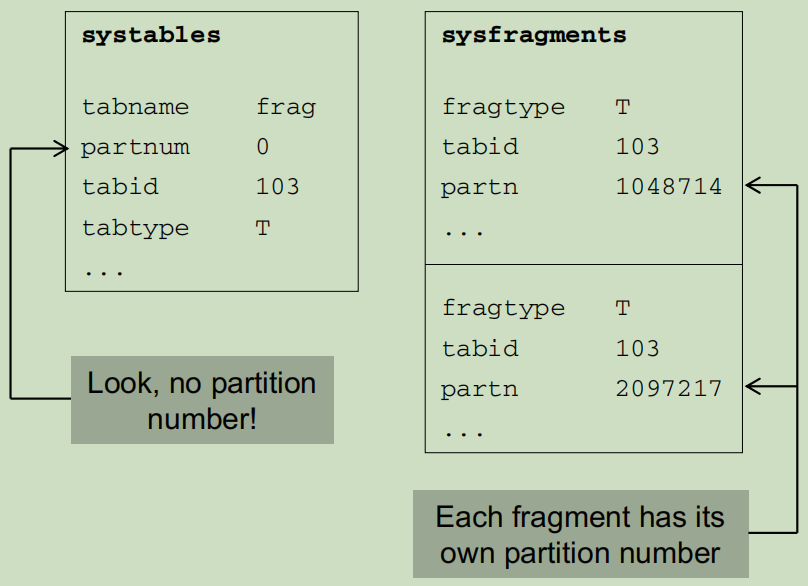 systables
tabname frag
partnum 0
tabid 103
tabtype T
...
Look, no partition
number!
sysfragments
fragtype T
tabid 103
partn 1048714
...
fragtype T
tabid 103
partn 2097217
...
Each fragment has its
own partition number